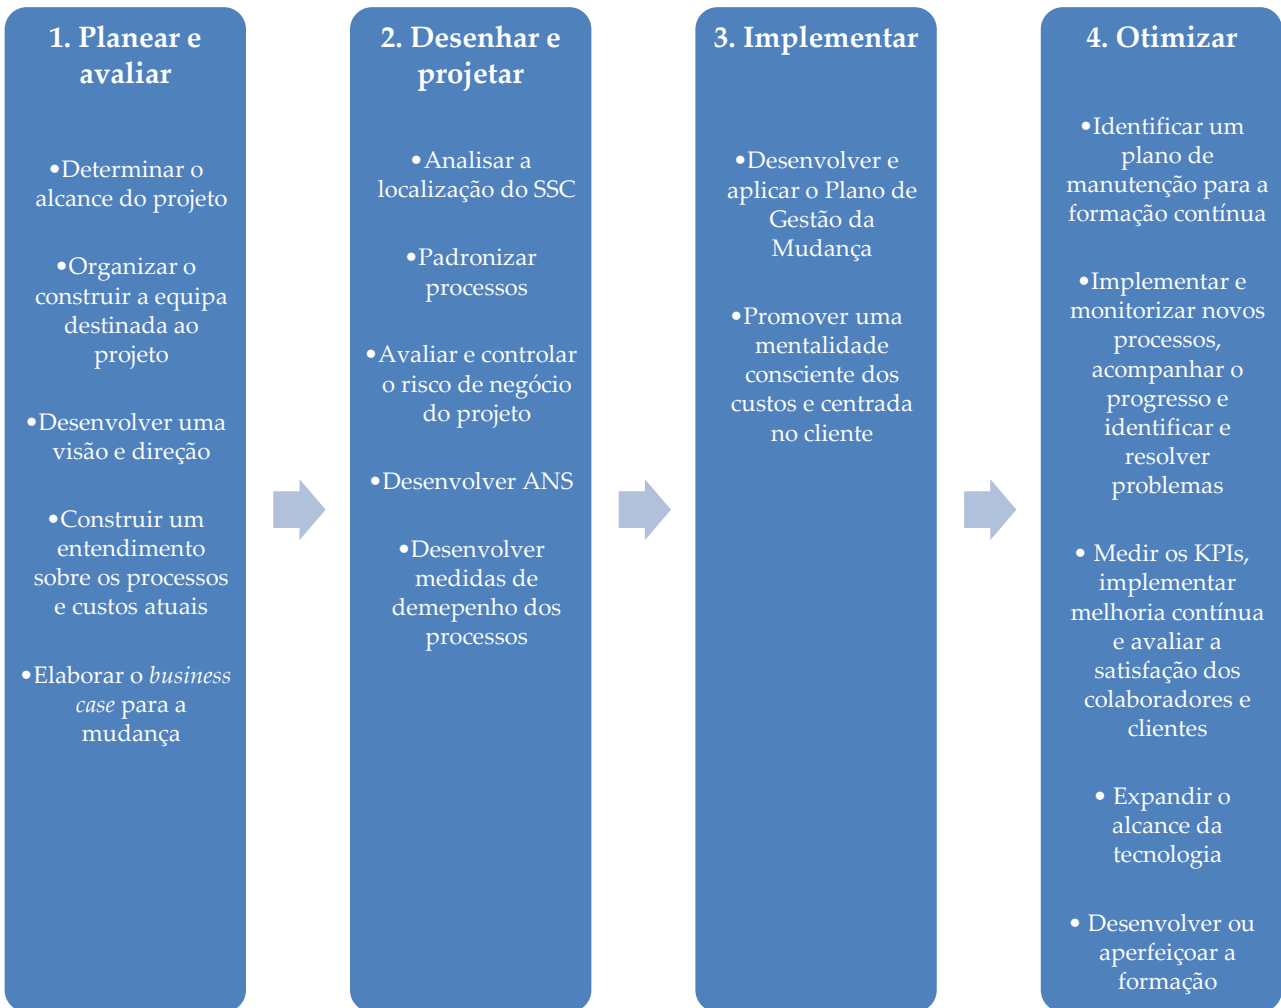 1. Planear e
avaliar
•Determinar o
alcance do projeto
•Organizar o
construir a equipa
destinada ao
projeto
•Desenvolver uma
visão e direção
•Construir um
entendimento
sobre os processos
e custos atuais
•Elaborar o business
case para a
mudança
2. Desenhar e
projetar
•Analisar a
localização do SSC
•Padronizar
processos
•Avaliar e controlar
o risco de negócio
do projeto
•Desenvolver ANS
•Desenvolver
medidas de
demepenho dos
processos
3. Implementar
•Desenvolver e
aplicar o Plano de
Gestão da
Mudança
•Promover uma
mentalidade
consciente dos
custos e centrada
no cliente
4. Otimizar
•Identificar um
plano de
manutenção para a
formação contínua
•Implementar e
monitorizar novos
processos,
acompanhar o
progresso e
identificar e
resolver
problemas
• Medir os KPIs,
implementar
melhoria contínua
e avaliar a
satisfação dos
colaboradores e
clientes
• Expandir o
alcance da
tecnologia
• Desenvolver ou
aperfeiçoar a
formação